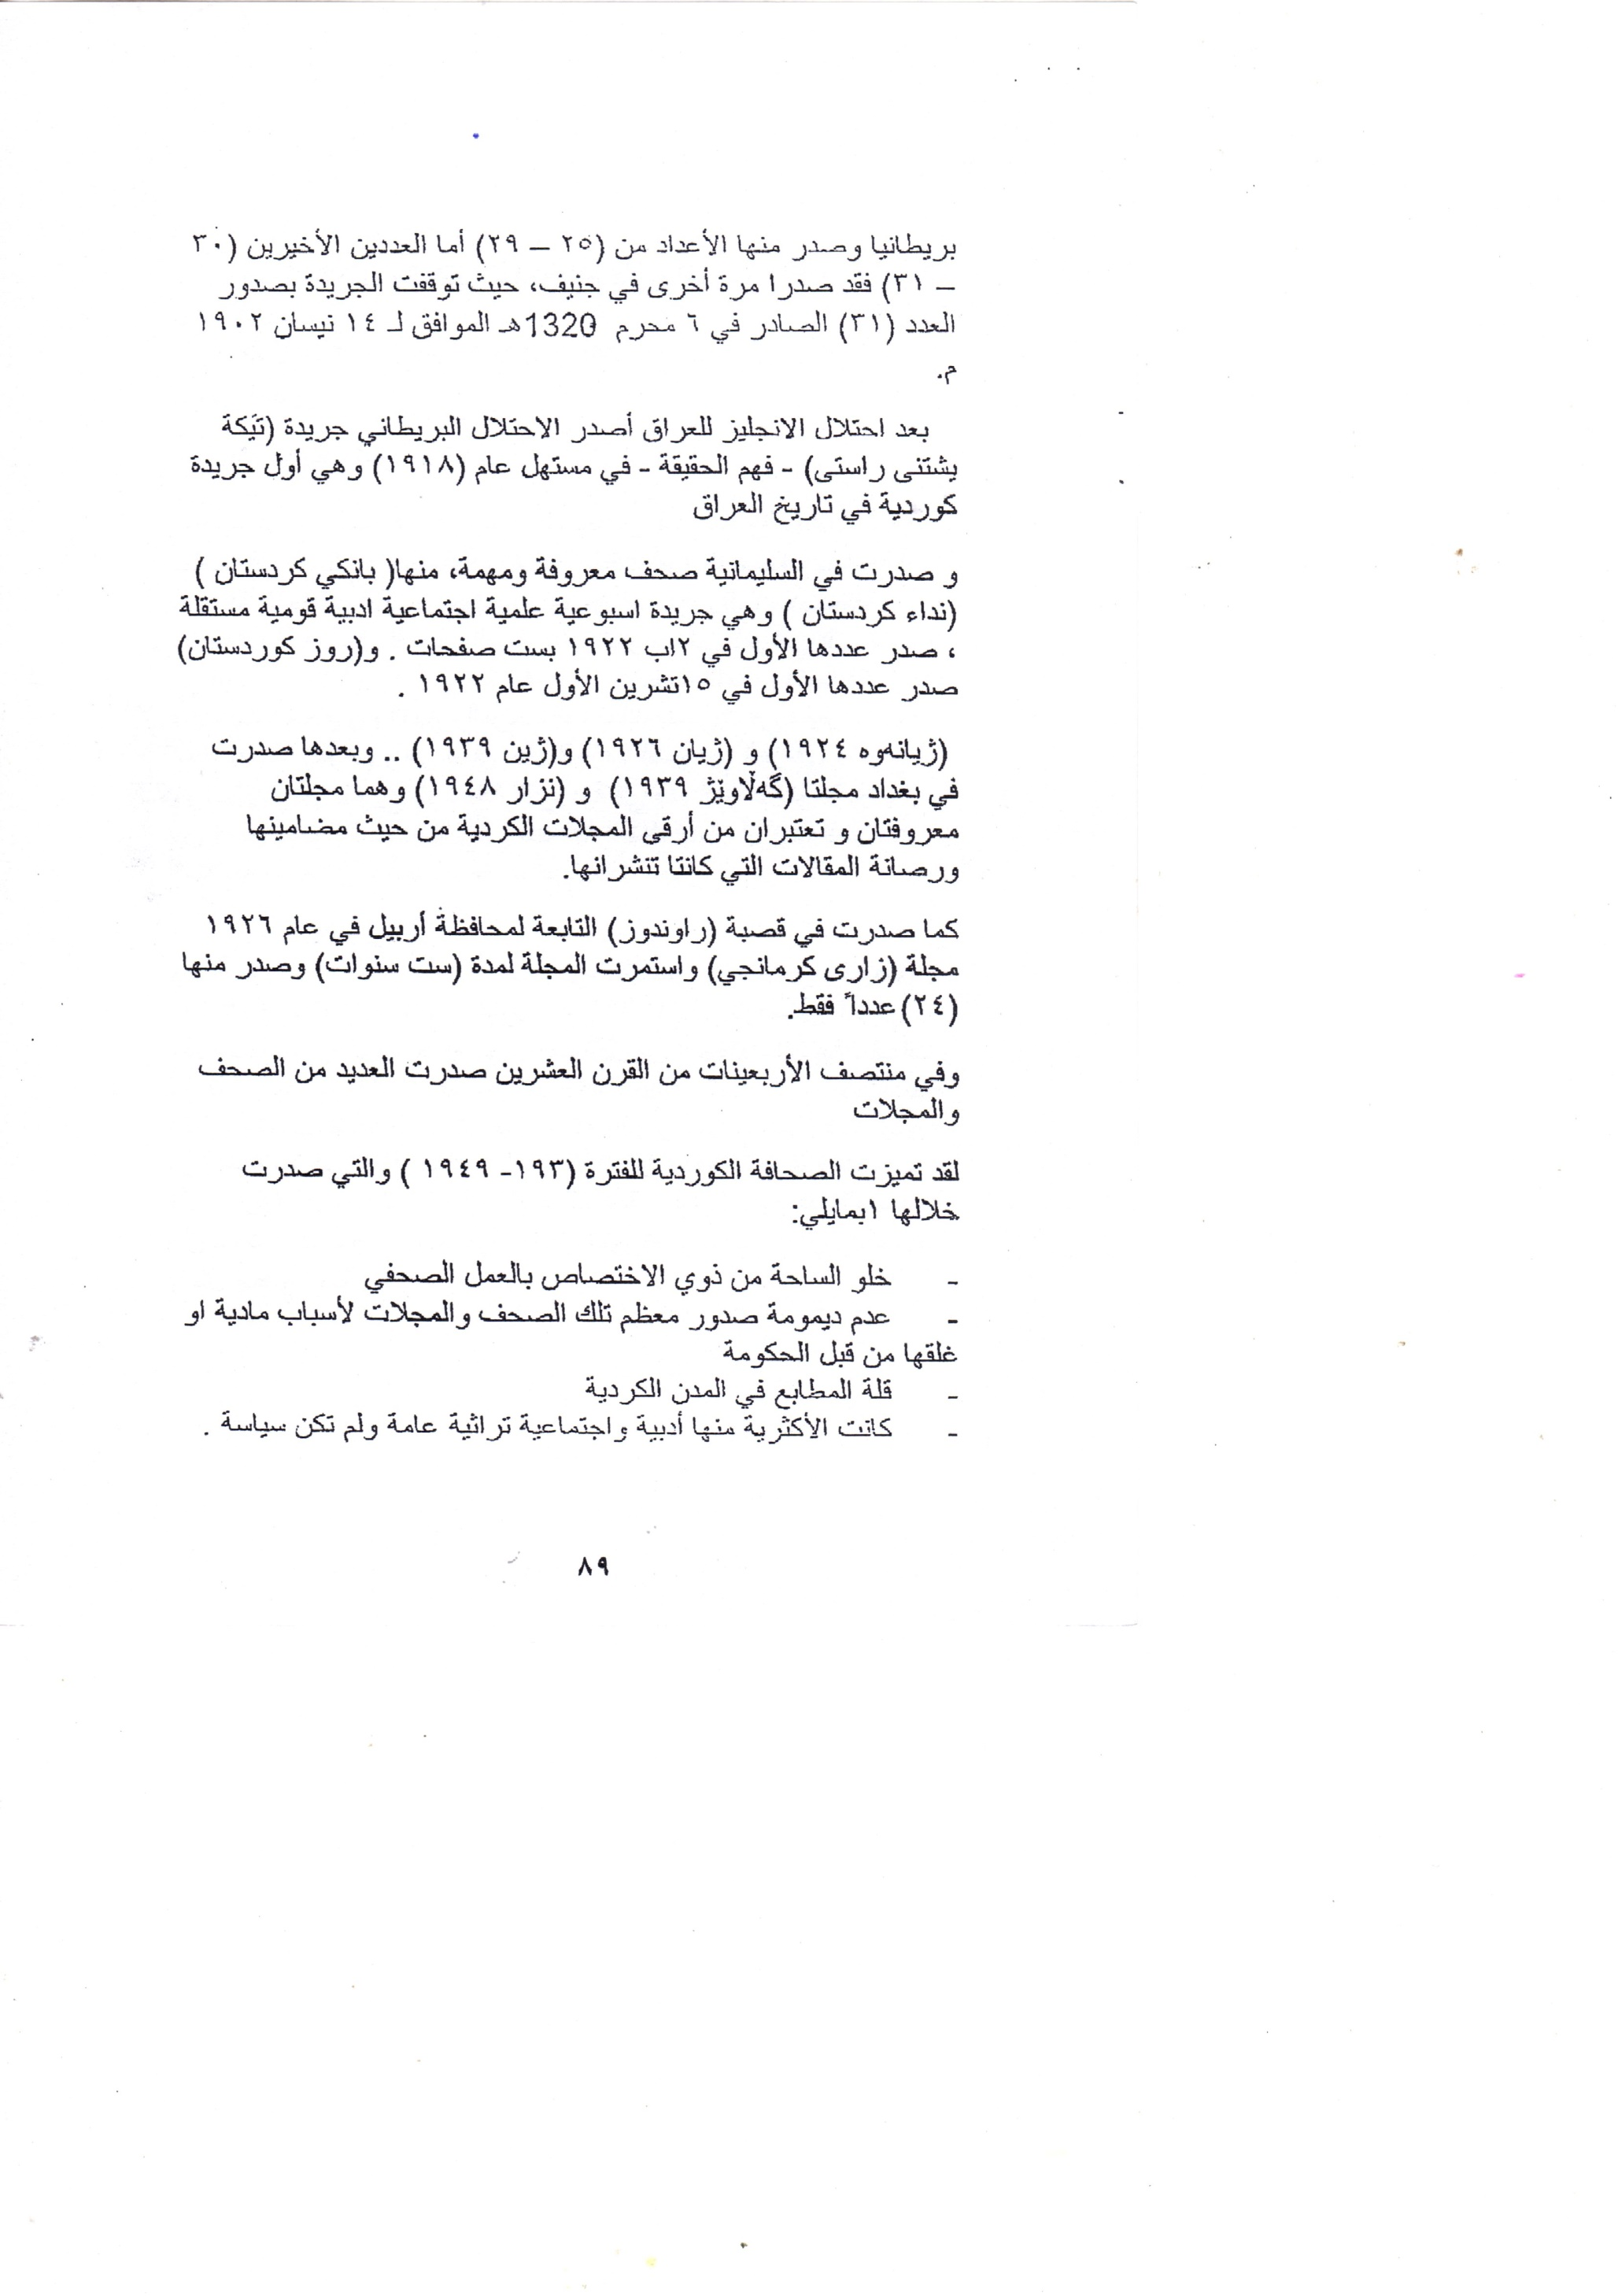 بريطانيا وصدر منها الأعداد من (٢٥ – ٢٩) أما العددين الأخيرين (٣٠
– ٣١) فقد صدرا مرة أخرى في جنيف، حيث توقفت الجريدة بصدور
العدد (٣١) الصادر في ٦ محرم 1320هـ الموافق لـ ١٤ نيسان ١٩٠٢
م.
بعد احتلال الانجليز للعراق أصدر الاحتلال البريطاني جريدة (تێكة
يشتنى راستى) - فهم الحقيقة - في مستهل عام (١٩١٨) وهي أول جريدة
كوردية في تاريخ العراق
و صدرت في السليمانية صحف معروفة ومهمة، منها( بانكي كردستان )
(نداء كردستان ) وهي جريدة اسبوعية علمية اجتماعية ادبية قومية مستقلة
، صدر عددها الأول في ٢اب ١٩٢٢ بست صفحات . و(روز كوردستان)
صدر عددها الأول في ١٥تشرين الأول عام ١٩٢٢ .
(ژيانەوە ١٩٢٤) و (ژيان ١٩٢٦) و(ژين ١٩٣٩) .. وبعدها صدرت
في بغداد مجلتا (گەلاوێژ ١٩٣٩) و (نزار ١٩٤٨) وهما مجلتان
معروفتان و تعتبران من أرقى المجلات الكردية من حيث مضامينها
ورصانة المقالات التي كانتا تنشرانها.
كما صدرت في قصبة (راوندوز) التابعة لمحافظة أربيل في عام ١٩٢٦
مجلة (زارى كرمانجي) واستمرت المجلة لمدة (ست سنوات) وصدر منها
(٢٤) عدداً فقط.
وفي منتصف الأربعينات من القرن العشرين صدرت العديد من الصحف
والمجلات
لقد تميزت الصحافة الكوردية للفترة (١٩٣- ١٩٤٩ ) والتي صدرت
خلالها ١بمايلي:
- خلو الساحة من ذوي الاختصاص بالعمل الصحفي
- عدم ديمومة صدور معظم تلك الصحف والمجلات لأسباب مادية او
غلقها من قبل الحكومة
- قلة المطابع في المدن الكردية
- كانت الأكثرية منها أدبية واجتماعية تراثية عامة ولم تكن سياسة .
٨٩